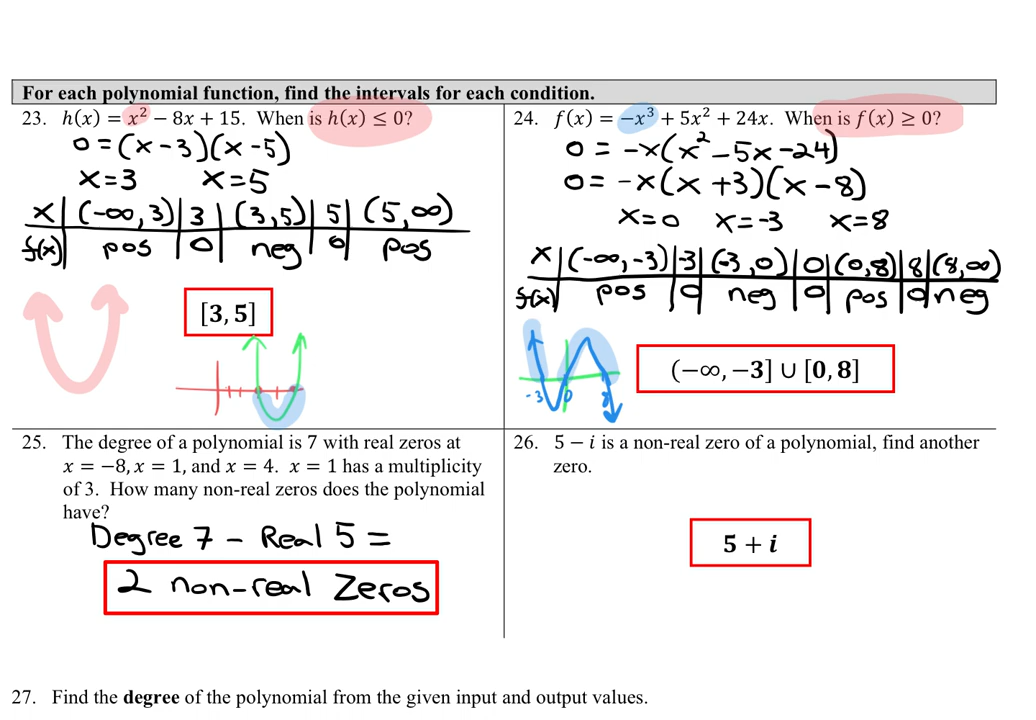 For each polynomial function, find the intervals for each condition.
23. h(x) = x² − 8x + 15. When is h(x) ≤ 0?
0 = (x − 3)(x − 5)
x = 3 x = 5
x | (−∞, 3) | 3 | (3, 5) | 5 | (5, ∞)
f(x) | pos | 0 | neg | 0 | pos
[3, 5]
24. f(x) = −x³ + 5x² + 24x. When is f(x) ≥ 0?
0 = −x(x² − 5x − 24)
0 = −x(x + 3)(x − 8)
x = 0 x = −3 x = 8
x | (−∞, −3) | −3 | (−3, 0) | 0 | (0, 8) | 8 | (8, ∞)
f(x) | pos | 0 | neg | 0 | pos | 0 | neg
(−∞, −3] ∪ [0, 8]
−3 0 8
25. The degree of a polynomial is 7 with real zeros at
x = −8, x = 1, and x = 4. x = 1 has a multiplicity
of 3. How many non-real zeros does the polynomial
have?
Degree 7 − Real 5 =
2 non-real zeros
26. 5 − i is a non-real zero of a polynomial, find another
zero.
5 + i
27. Find the degree of the polynomial from the given input and output values.